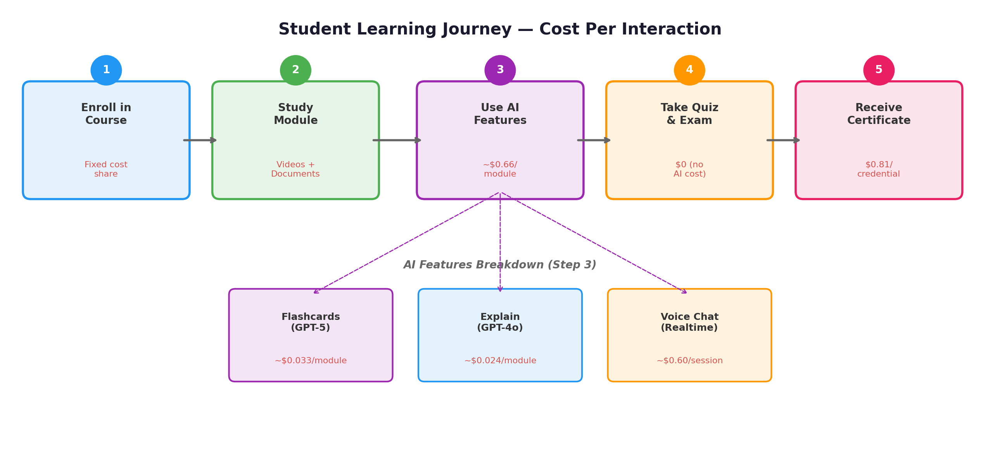 Student Learning Journey — Cost Per Interaction
1
2
3
4
5
Enroll in
Course
Fixed cost
share
Study
Module
Videos +
Documents
Use AI
Features
~$0.66/
module
Take Quiz
& Exam
$0 (no
AI cost)
Receive
Certificate
$0.81/
credential
AI Features Breakdown (Step 3)
Flashcards
(GPT-5)
~$0.033/module
Explain
(GPT-4o)
~$0.024/module
Voice Chat
(Realtime)
~$0.60/session